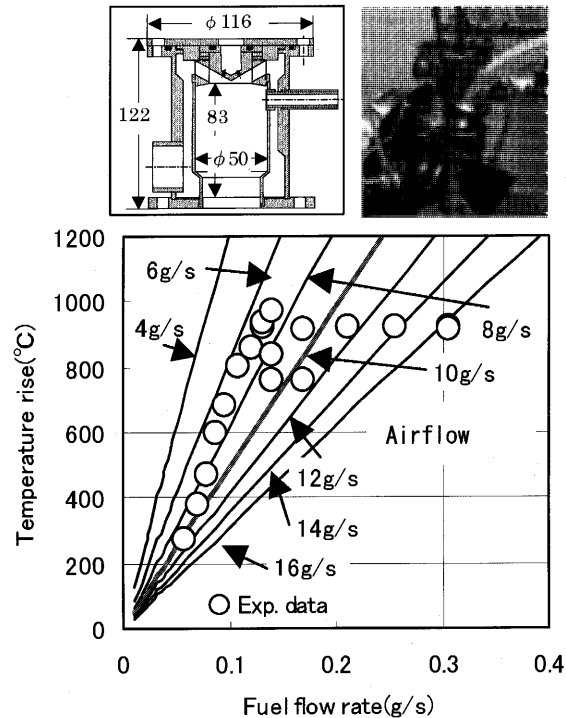 φ116
122
83
φ50
1200
1000
800
600
400
200
0
Temperature rise(°C)
6g/s
4g/s
8g/s
10g/s
Airflow
12g/s
14g/s
16g/s
Exp. data
0
0.1
0.2
0.3
0.4
Fuel flow rate(g/s)